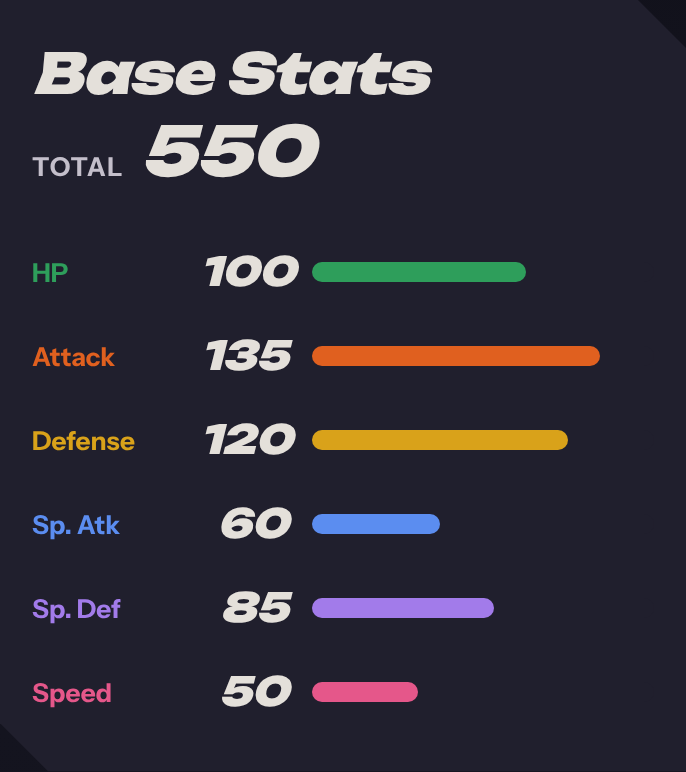 Base Stats
TOTAL 550
HP 100
Attack 135
Defense 120
Sp. Atk 60
Sp. Def 85
Speed 50